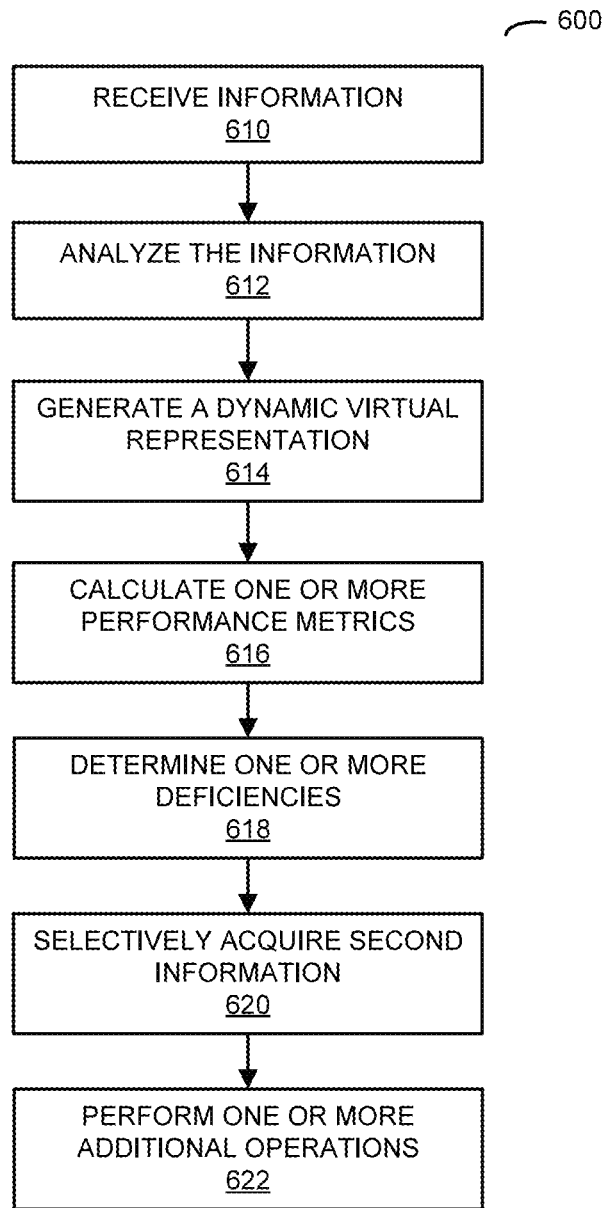 600
RECEIVE INFORMATION
610
ANALYZE THE INFORMATION
612
GENERATE A DYNAMIC VIRTUAL
REPRESENTATION
614
CALCULATE ONE OR MORE
PERFORMANCE METRICS
616
DETERMINE ONE OR MORE
DEFICIENCIES
618
SELECTIVELY ACQUIRE SECOND
INFORMATION
620
PERFORM ONE OR MORE
ADDITIONAL OPERATIONS
622